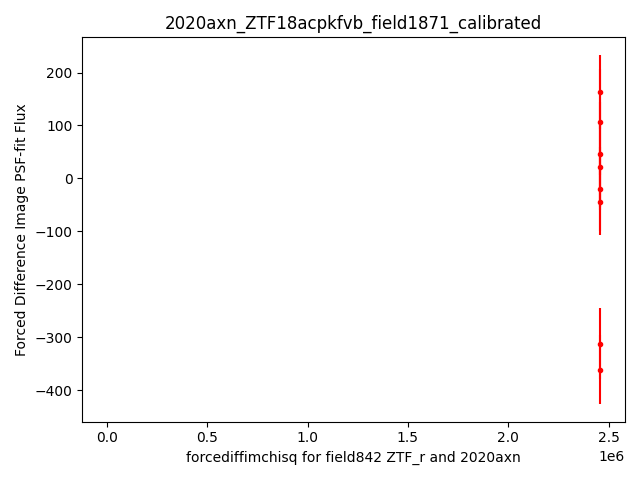 2020axn_ZTF18acpkfvb_field1871_calibrated
Forced Difference Image PSF-fit Flux
200
100
0
−100
−200
−300
−400
0.0 0.5 1.0 1.5 2.0 2.5
1e6
forcediffimchisq for field842 ZTF_r and 2020axn